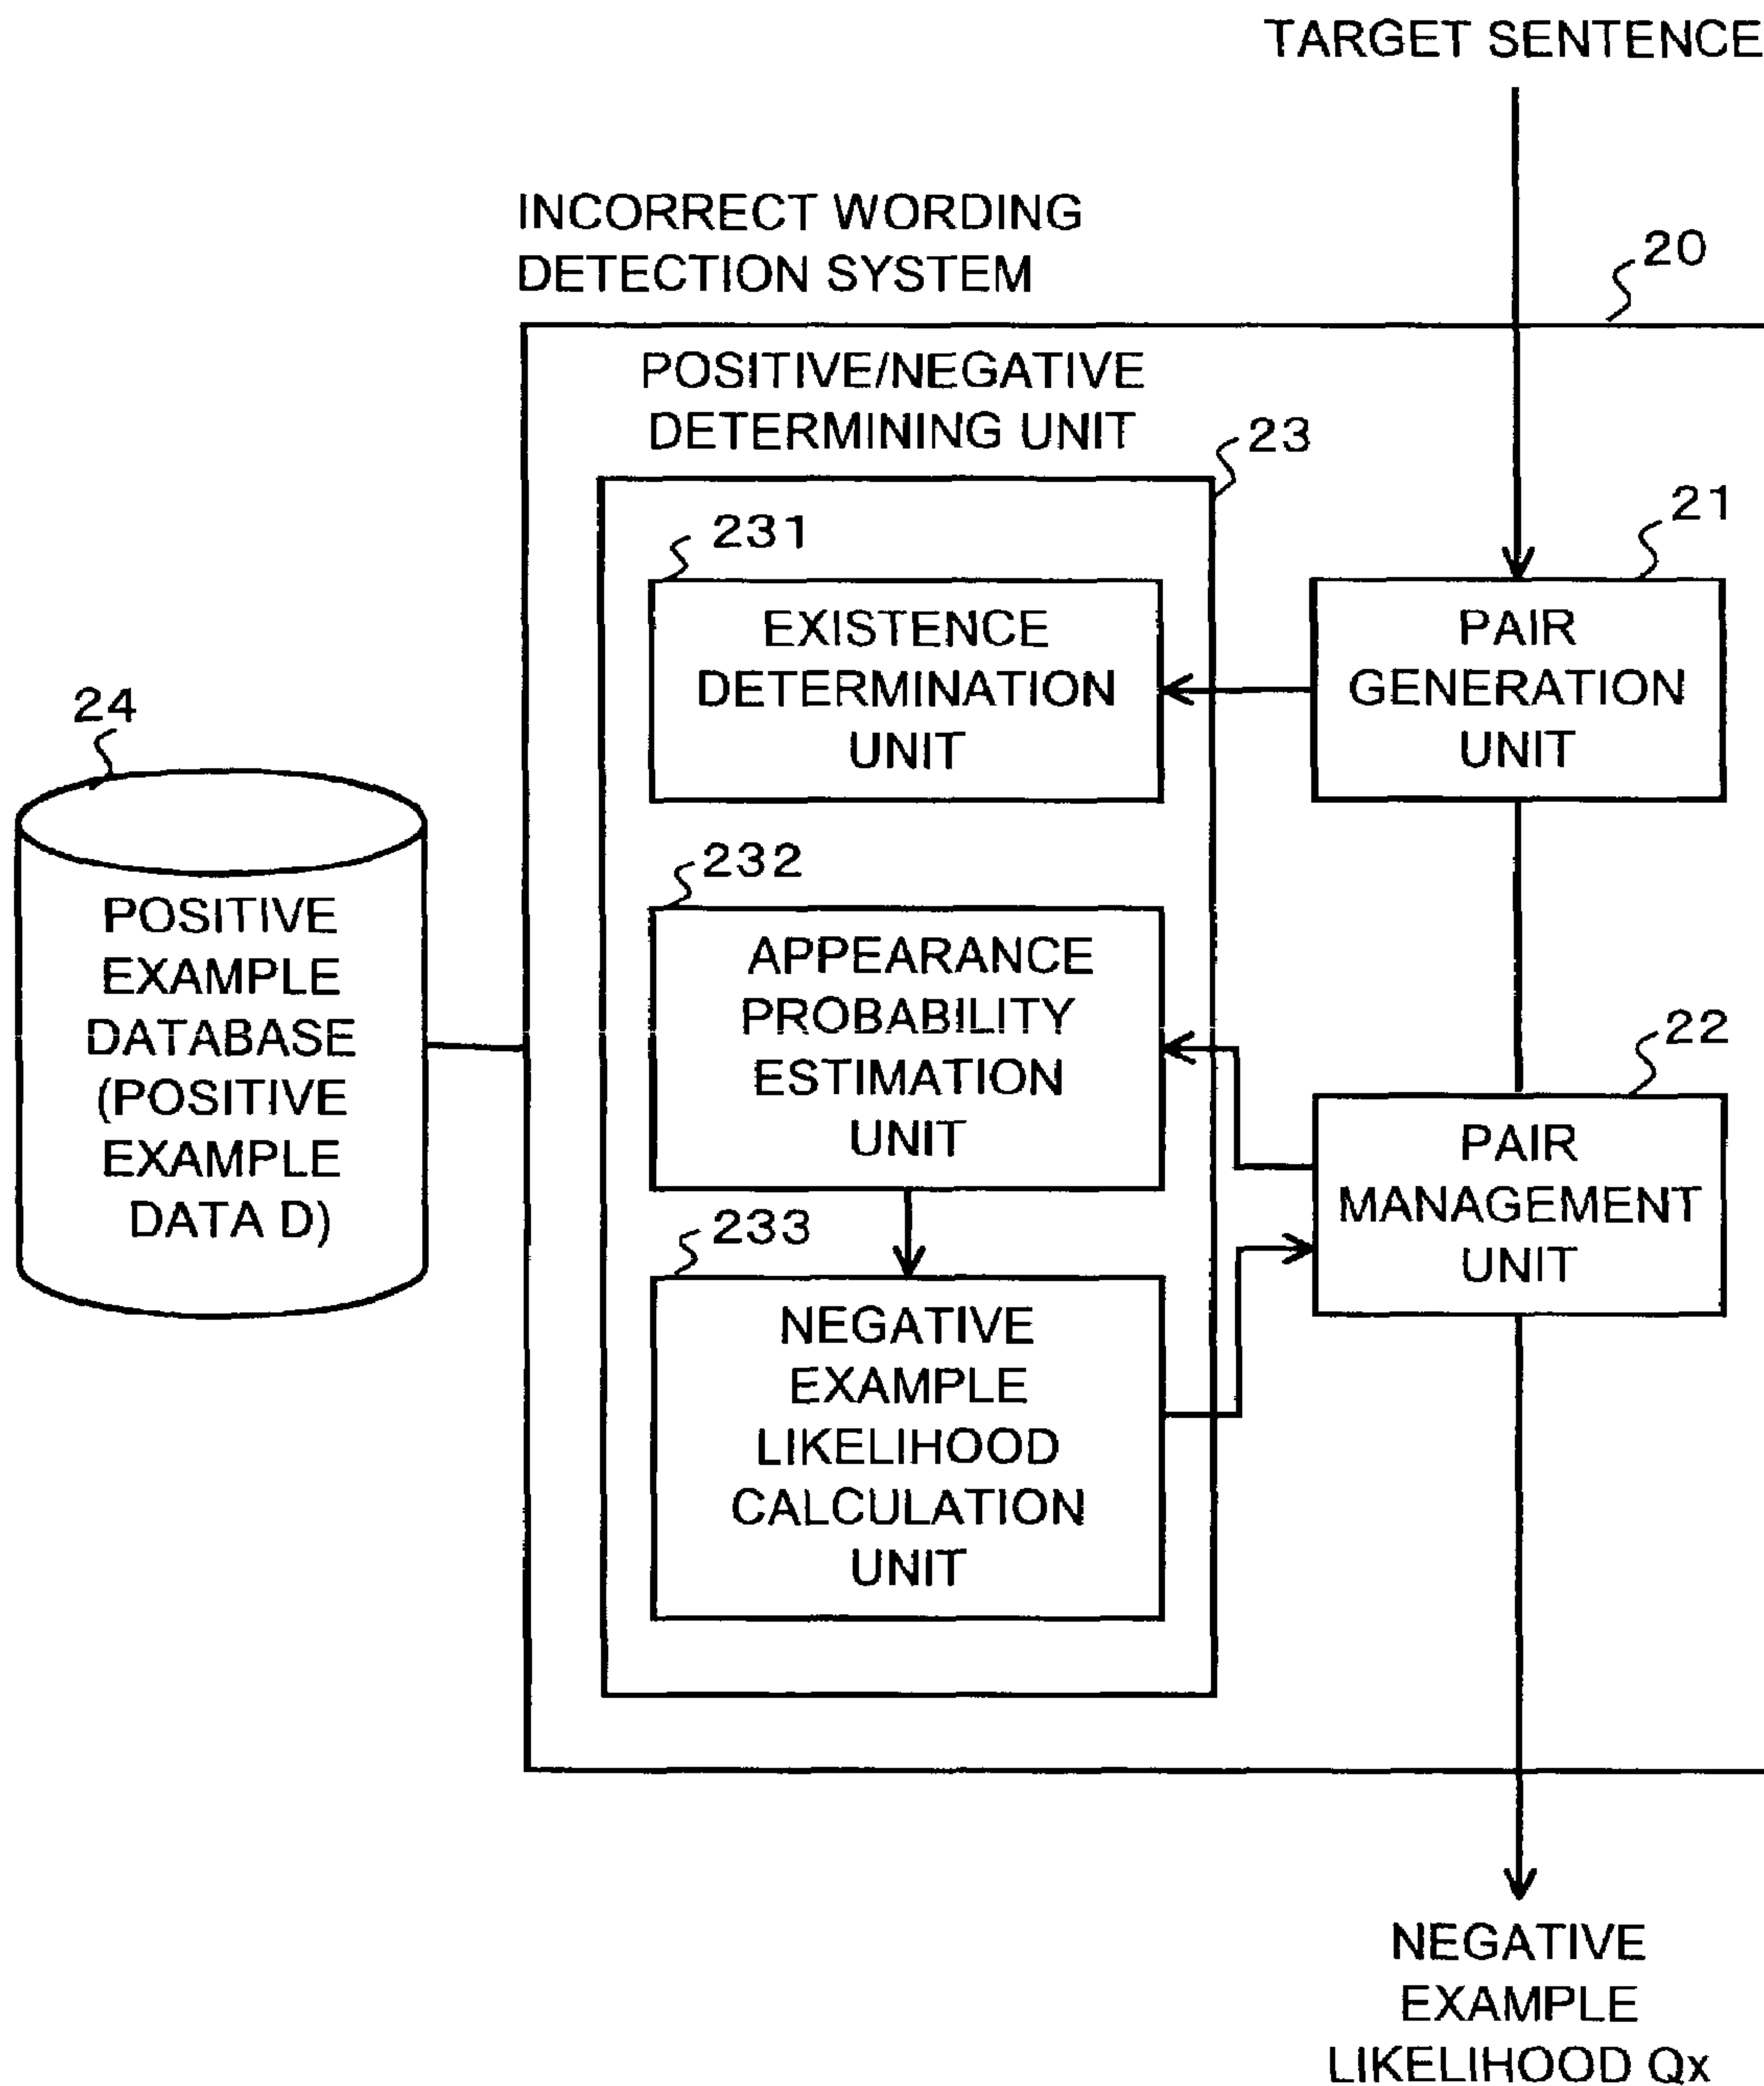 TARGET SENTENCE
INCORRECT WORDING
DETECTION SYSTEM
20
POSITIVE/NEGATIVE
DETERMINING UNIT
23
231
EXISTENCE
DETERMINATION
UNIT
21
PAIR
GENERATION
UNIT
24
POSITIVE
EXAMPLE
DATABASE
(POSITIVE
EXAMPLE
DATA D)
232
APPEARANCE
PROBABILITY
ESTIMATION
UNIT
22
PAIR
MANAGEMENT
UNIT
233
NEGATIVE
EXAMPLE
LIKELIHOOD
CALCULATION
UNIT
NEGATIVE
EXAMPLE
LIKELIHOOD Qx